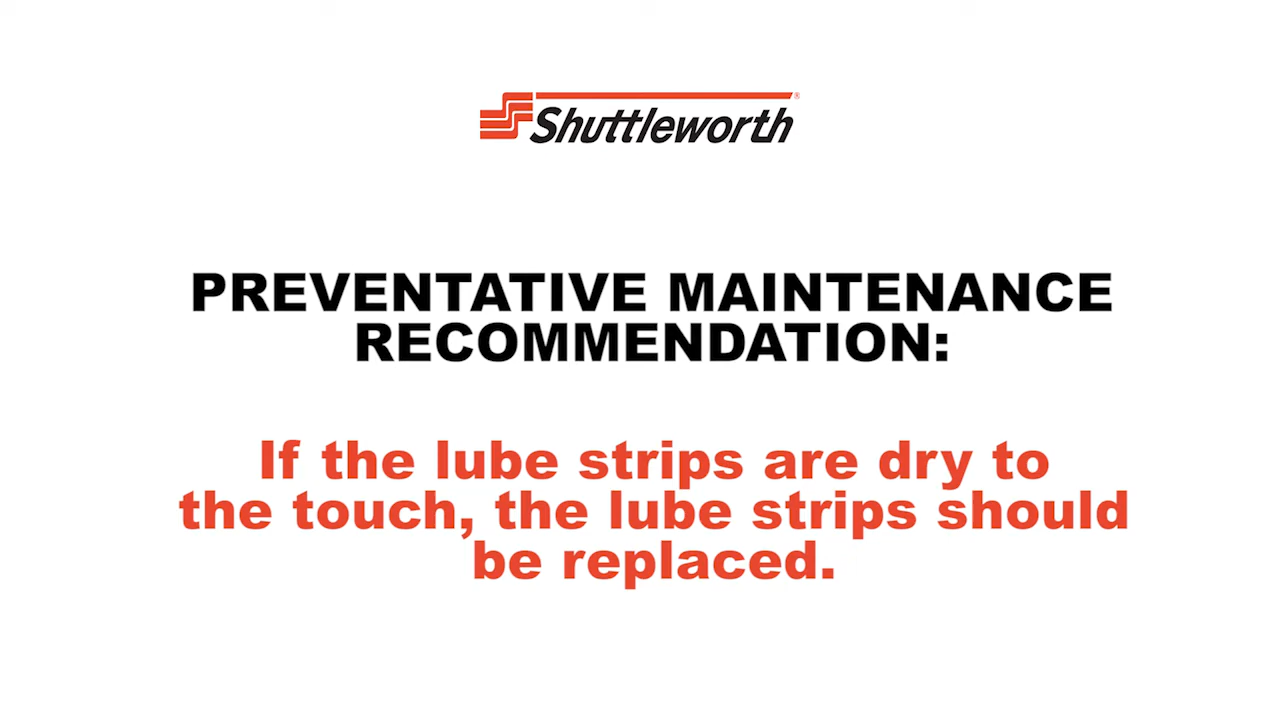 Shuttleworth®
PREVENTATIVE MAINTENANCE
RECOMMENDATION:
If the lube strips are dry to
the touch, the lube strips should
be replaced.